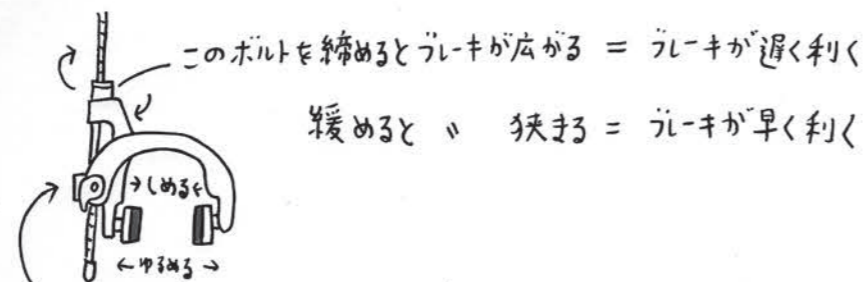 このボルトを締めるとブレーキが広がる = ブレーキが遅く利く
緩めると 〃 狭まる = ブレーキが早く利く
→しめる←
←ゆるめる→